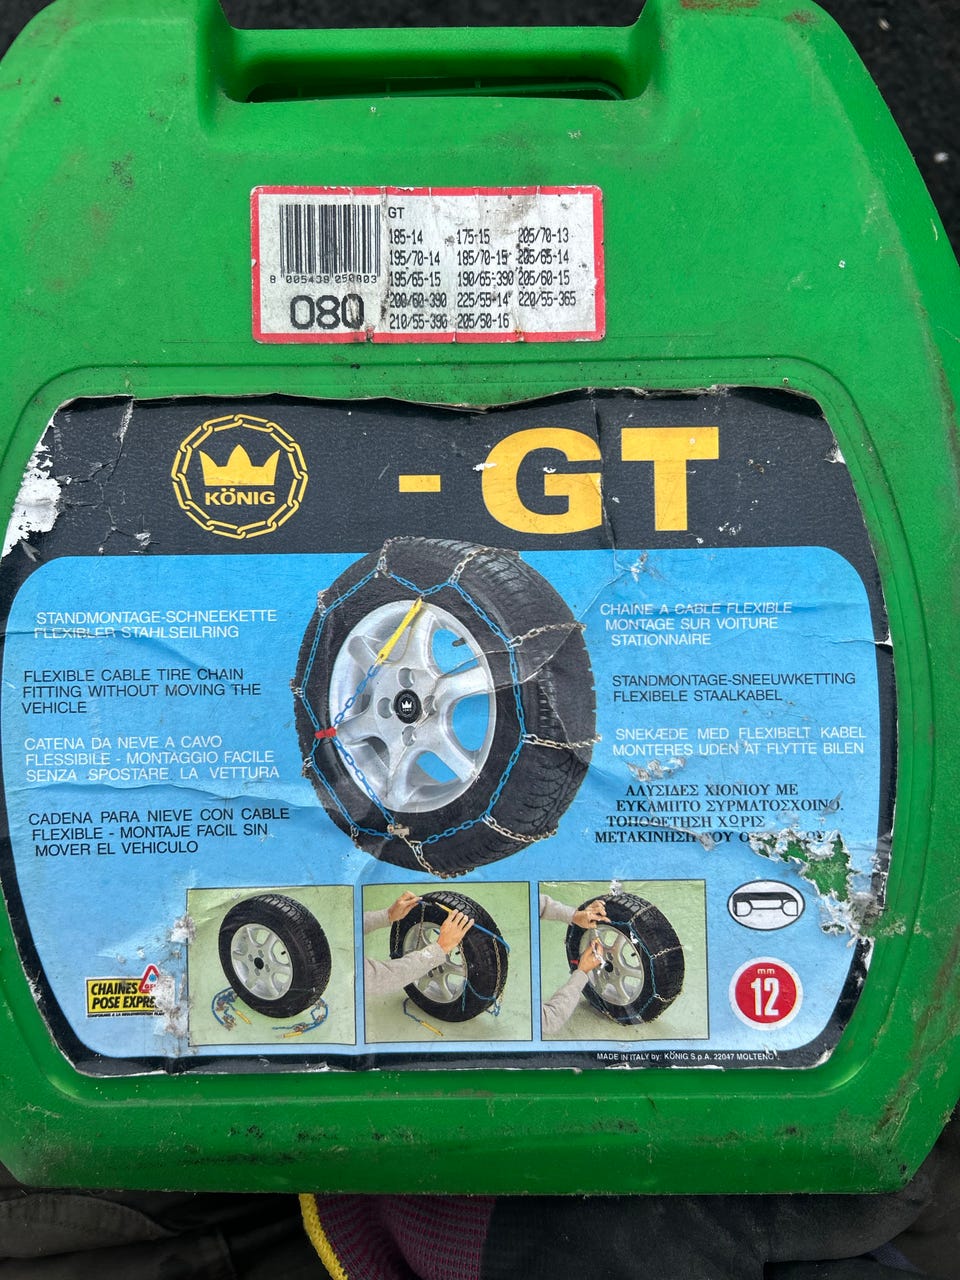 GT
185-14 175-15 205/70-13
195/70-14 185/70-15 205/65-14
195/65-15 190/65-390 205/60-15
200/60-390 225/55-14 220/55-365
210/55-390 205/50-16
8 005438 250803
080
KÖNIG
- GT
STANDMONTAGE-SCHNEEKETTE
FLEXIBLER STAHLSEILRING
FLEXIBLE CABLE TIRE CHAIN
FITTING WITHOUT MOVING THE
VEHICLE
CATENA DA NEVE A CAVO
FLESSIBILE - MONTAGGIO FACILE
SENZA SPOSTARE LA VETTURA
CADENA PARA NIEVE CON CABLE
FLEXIBLE - MONTAJE FACIL SIN
MOVER EL VEHICULO
CHAINE A CABLE FLEXIBLE
MONTAGE SUR VOITURE
STATIONNAIRE
STANDMONTAGE-SNEEUWKETTING
FLEXIBELE STAALKABEL
SNEKÆDE MED FLEXIBELT KABEL
MONTERES UDEN AT FLYTTE BILEN
ΑΛΥΣΙΔΕΣ ΧΙΟΝΙΟΥ ΜΕ
ΕΥΚΑΜΠΤΟ ΣΥΡΜΑΤΟΣΧΟΙΝΟ.
ΤΟΠΟΘΕΤΗΣΗ ΧΩΡΙΣ
ΜΕΤΑΚΙΝΗΣΗ ΤΟΥ
CHAINES
POSE
mm
12
MADE IN ITALY by: KÖNIG S.p.A. 22047 MOLTENO